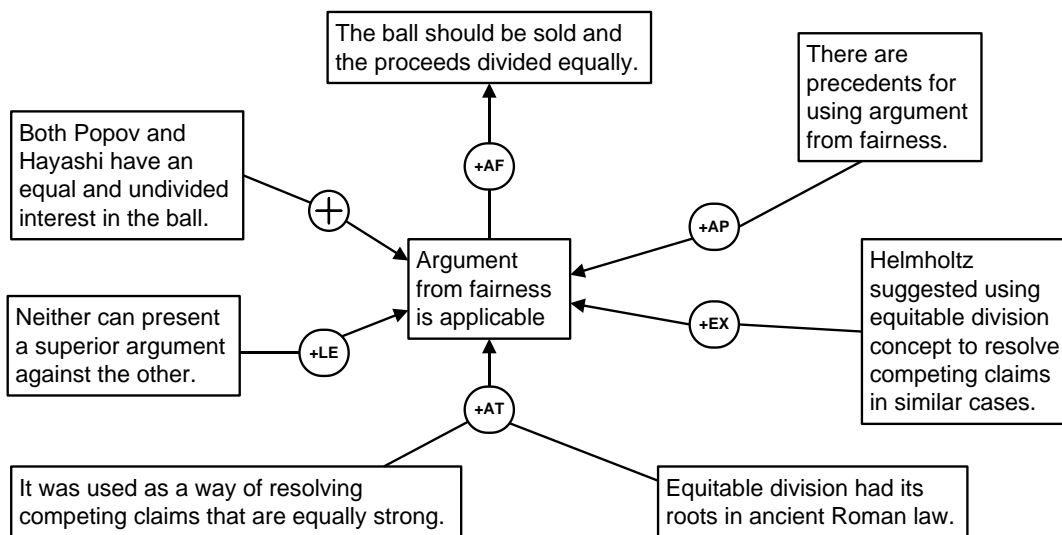 The ball should be sold and
the proceeds divided equally.
There are
precedents for
using argument
from fairness.
Both Popov and
Hayashi have an
equal and undivided
interest in the ball.
+AF
+
+AP
Argument
from fairness
is applicable
Helmholtz
suggested using
equitable division
concept to resolve
competing claims
in similar cases.
Neither can present
a superior argument
against the other.
+LE
+EX
+AT
It was used as a way of resolving
competing claims that are equally strong.
Equitable division had its
roots in ancient Roman law.